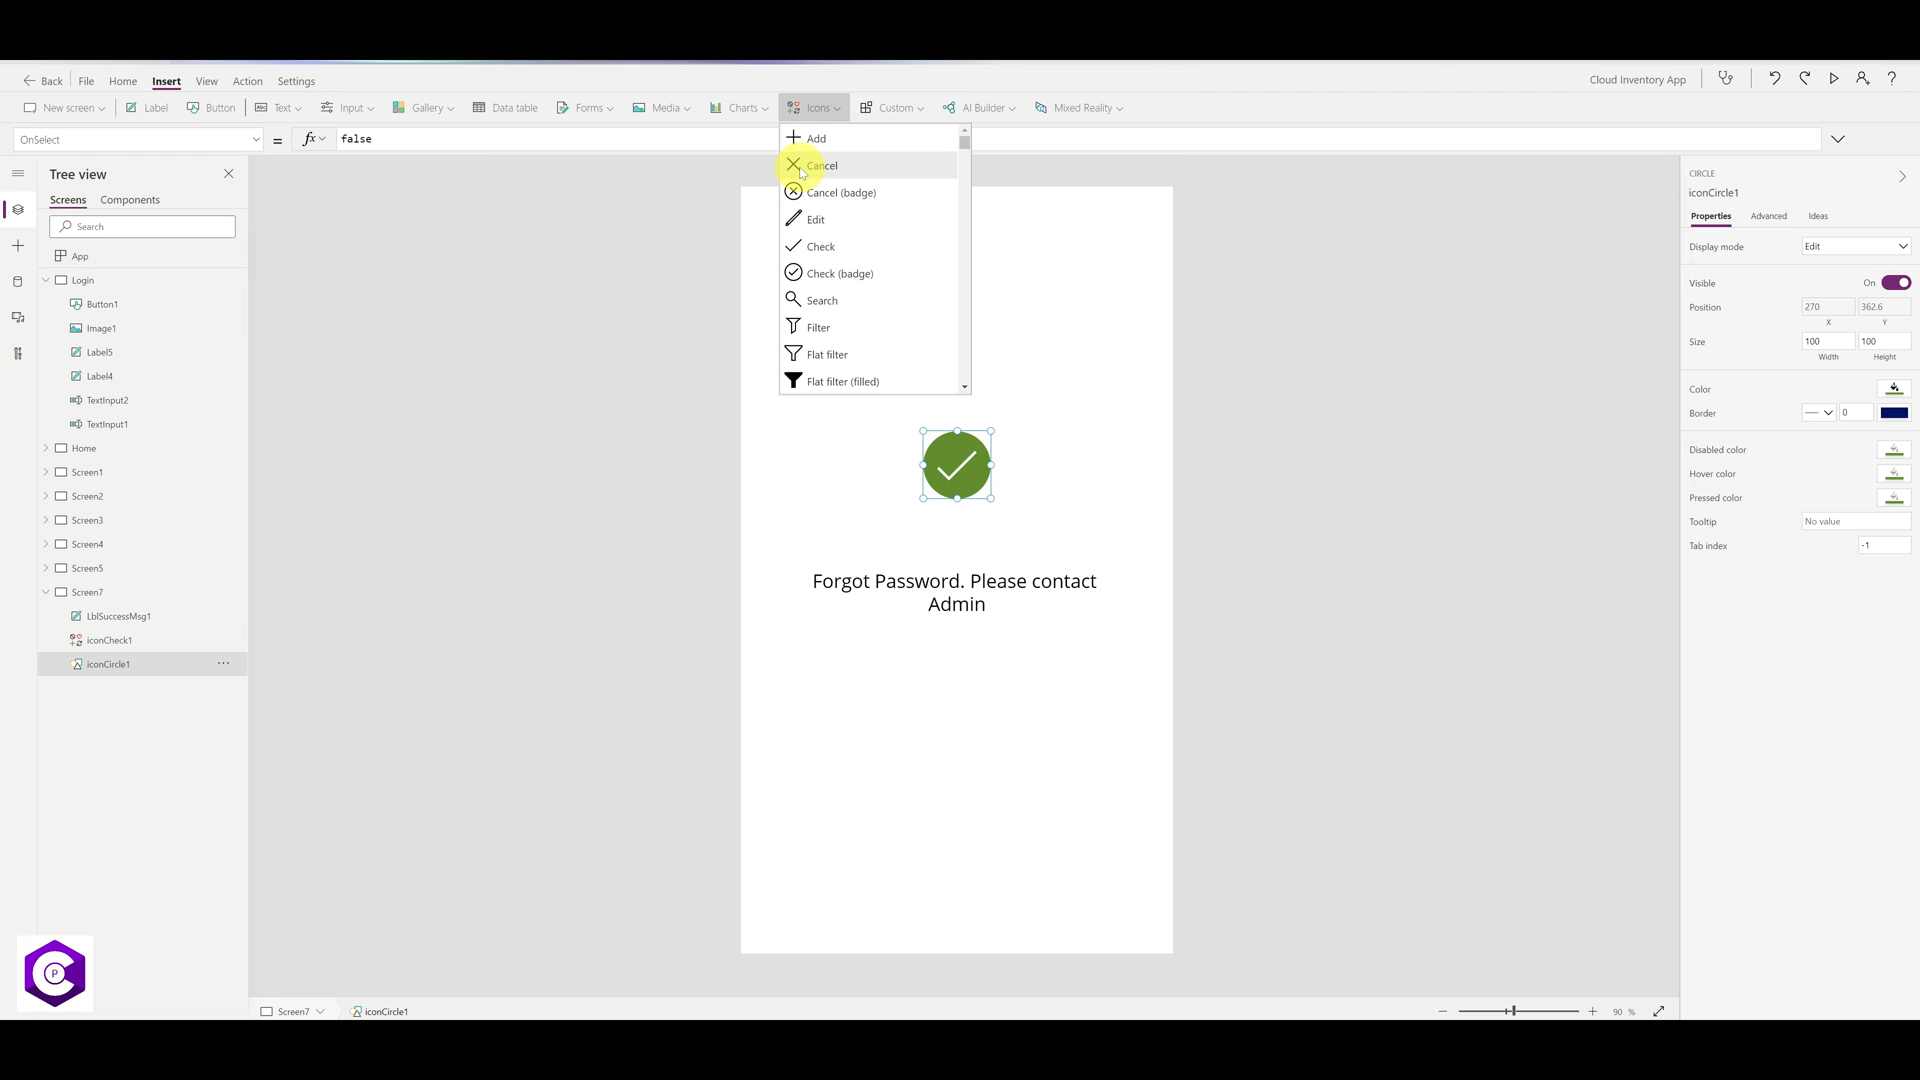 Back File Home Insert View Action Settings Cloud Inventory App
New screen Label Button Text Input Gallery Data table Forms Media Charts Icons Custom AI Builder Mixed Reality
OnSelect = fx false
Tree view
Screens Components
Search
App
Login
Button1
Image1
Label5
Label4
TextInput2
TextInput1
Home
Screen1
Screen2
Screen3
Screen4
Screen5
Screen7
LblSuccessMsg1
iconCheck1
iconCircle1 ...
Add
Cancel
Cancel (badge)
Edit
Check
Check (badge)
Search
Filter
Flat filter
Flat filter (filled)
Forgot Password. Please contact
Admin
CIRCLE
iconCircle1
Properties Advanced Ideas
Display mode Edit
Visible On
Position 270 362.6
X Y
Size 100 100
Width Height
Color
Border 0
Disabled color
Hover color
Pressed color
Tooltip No value
Tab index -1
C P
Screen7 iconCircle1 90 %